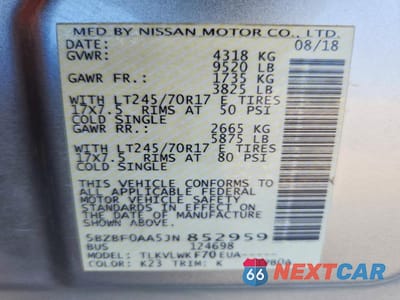 MFD BY NISSAN MOTOR CO., LTD.
DATE: 08/18
GVWR: 4318 KG
9520 LB
GAWR FR.: 1735 KG
3825 LB
WITH LT245/70R17 E TIRES
17X7.5 RIMS AT 50 PSI
COLD SINGLE
GAWR RR.: 2665 KG
5875 LB
WITH LT245/70R17 E TIRES
17X7.5 RIMS AT 80 PSI
COLD SINGLE
THIS VEHICLE CONFORMS TO ALL
APPLICABLE FEDERAL
MOTOR VEHICLE SAFETY
STANDARDS IN EFFECT ON THE
DATE OF MANUFACTURE
SHOWN ABOVE.
5BZBF0AA5JN852959
BUS 124698
MODEL: TLKVLWKF70EUA-----
COLOR: K23 TRIM: K
66 NEXTCAR